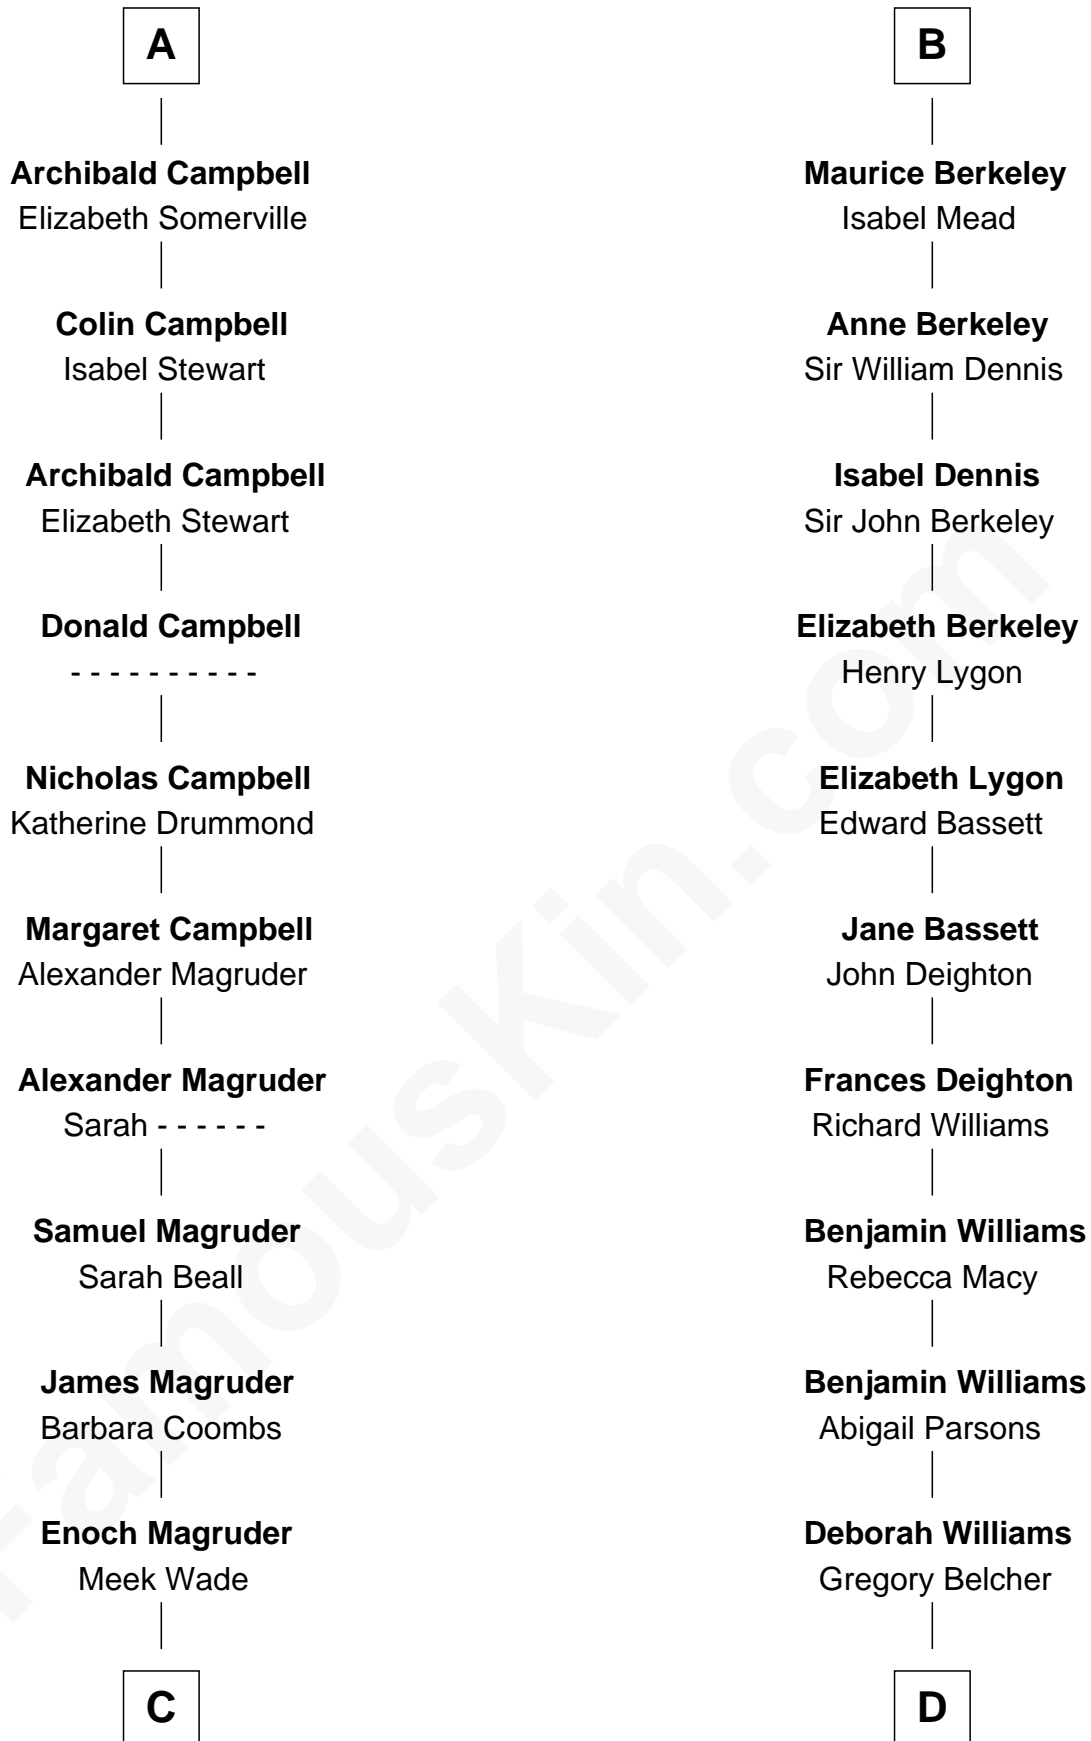 A
Archibald Campbell
Elizabeth Somerville
Colin Campbell
Isabel Stewart
Archibald Campbell
Elizabeth Stewart
Donald Campbell
- - - - - - - - - -
Nicholas Campbell
Katherine Drummond
Margaret Campbell
Alexander Magruder
Alexander Magruder
Sarah - - - - - -
Samuel Magruder
Sarah Beall
James Magruder
Barbara Coombs
Enoch Magruder
Meek Wade
C
B
Maurice Berkeley
Isabel Mead
Anne Berkeley
Sir William Dennis
Isabel Dennis
Sir John Berkeley
Elizabeth Berkeley
Henry Lygon
Elizabeth Lygon
Edward Bassett
Jane Bassett
John Deighton
Frances Deighton
Richard Williams
Benjamin Williams
Rebecca Macy
Benjamin Williams
Abigail Parsons
Deborah Williams
Gregory Belcher
D
FamousKin.com